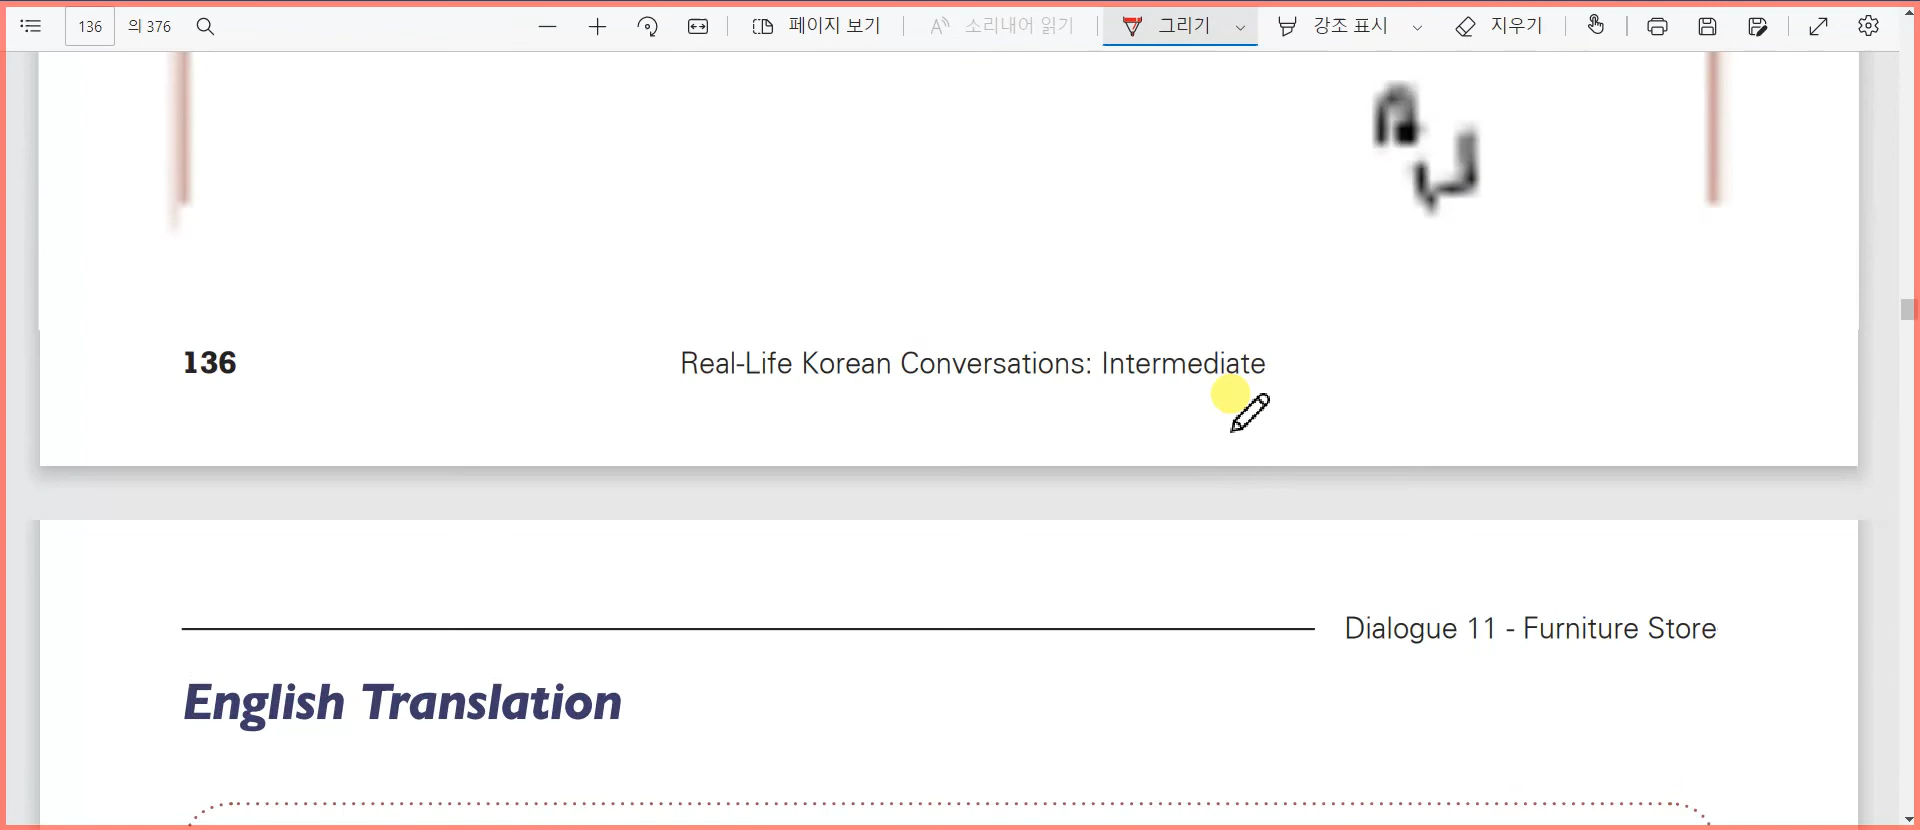 136 의 376 페이지 보기 소리내어 읽기 그리기 강조 표시 지우기
136 Real-Life Korean Conversations: Intermediate
Dialogue 11 - Furniture Store
English Translation